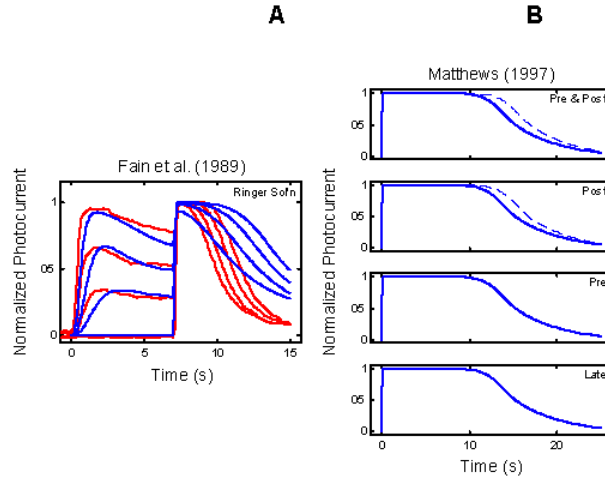 A
B
Matthews (1997)
Pre & Post
1
05
0
Fain et al. (1989)
Ringer Sol'n
Post
1
05
0
1
05
0
Normalized Photocurrent
Normalized Photocurrent
Pre
1
05
0
0
5
10
15
Time (s)
Late
1
05
0
0
10
20
Time (s)